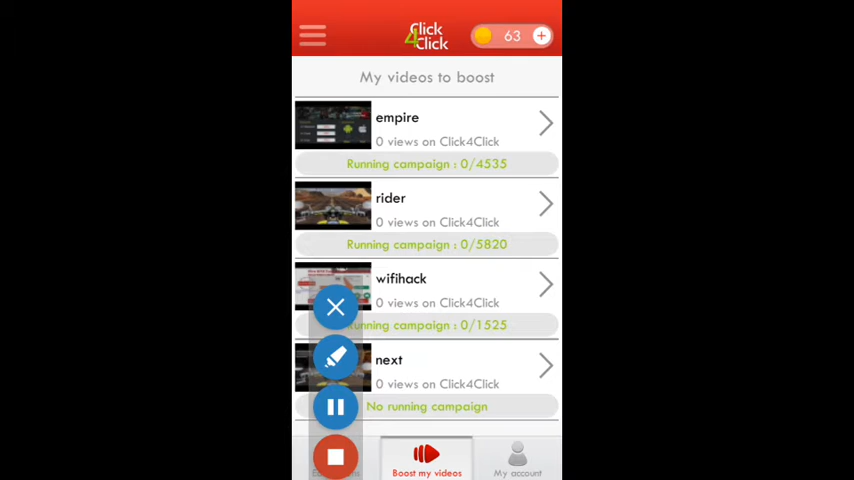 Click
4Click
63
My videos to boost
empire
0 views on Click4Click
Running campaign : 0/4535
rider
0 views on Click4Click
Running campaign : 0/5820
wifihack
0 views on Click4Click
unning campaign : 0/1525
next
0 views on Click4Click
No running campaign
Boost my videos
My account